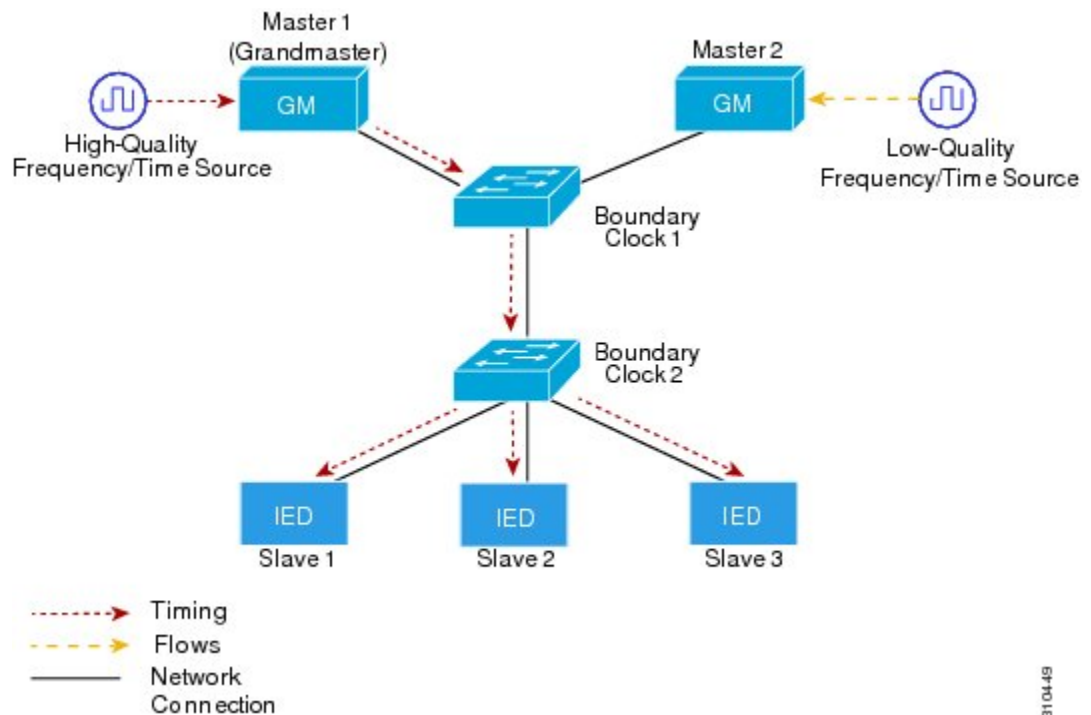 Master 1
(Grandmaster)
Master 2
GM
GM
High-Quality
Frequency/Time Source
Low-Quality
Frequency/Time Source
Boundary
Clock 1
Boundary
Clock 2
IED
IED
IED
Slave 1
Slave 2
Slave 3
Timing
Flows
Network
Connection
310449